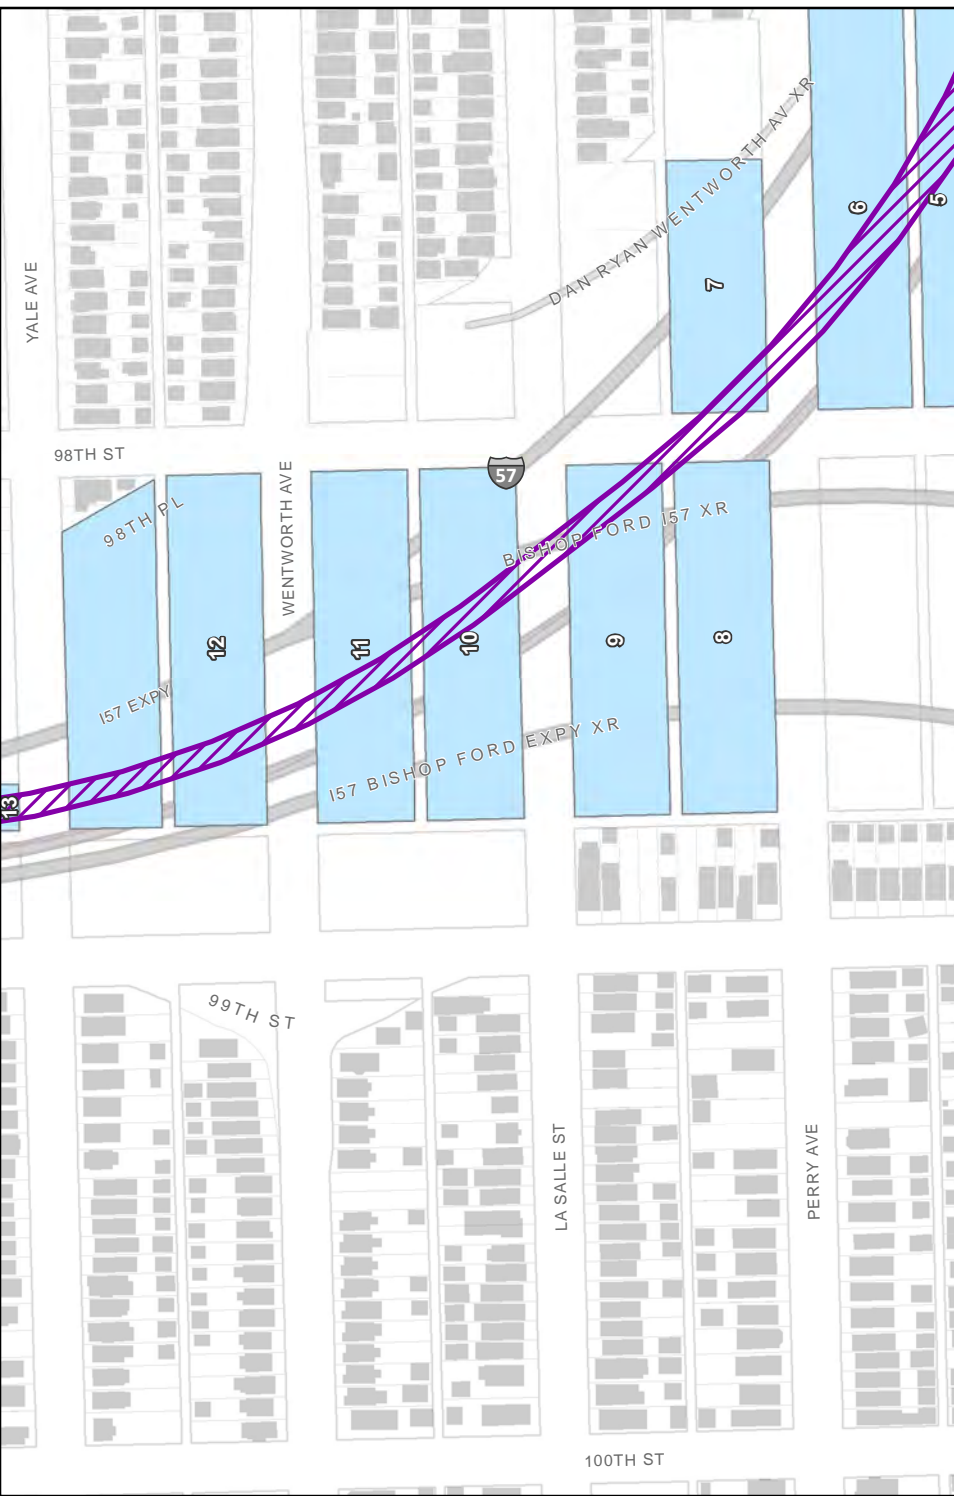 DAN RYAN WENTWORTH AV XR
6
5
7
YALE AVE
98TH ST
57
98TH PL
WENTWORTH AVE
BISHOP FORD I57 XR
12
11
10
9
8
I57 EXPY
I57 BISHOP FORD EXPY XR
13
99TH ST
LA SALLE ST
PERRY AVE
100TH ST